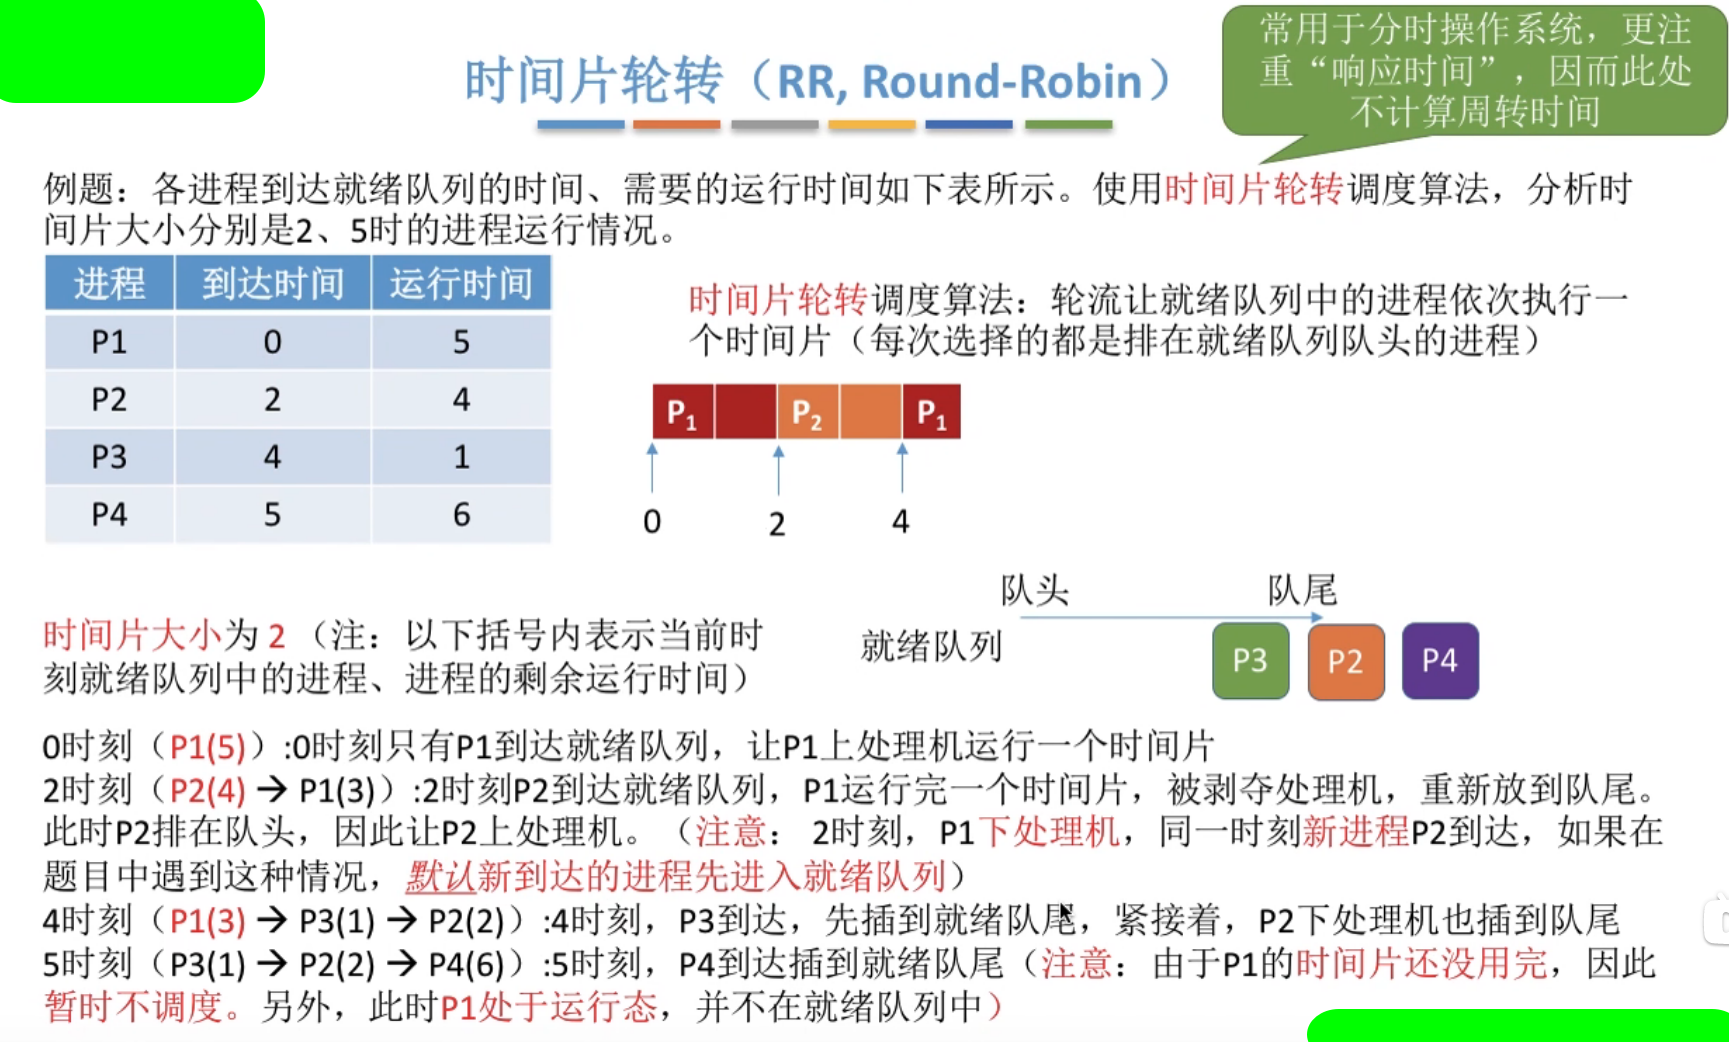 常用于分时操作系统，更注
重“响应时间”，因而此处
不计算周转时间
时间片轮转（RR, Round-Robin）
例题：各进程到达就绪队列的时间、需要的运行时间如下表所示。使用时间片轮转调度算法，分析时
间片大小分别是2、5时的进程运行情况。
进程 到达时间 运行时间
P1 0 5
P2 2 4
P3 4 1
P4 5 6
时间片轮转调度算法：轮流让就绪队列中的进程依次执行一
个时间片（每次选择的都是排在就绪队列队头的进程）
P1 P2 P1
0 2 4
队头 队尾
就绪队列
P3 P2 P4
时间片大小为 2（注：以下括号内表示当前时
刻就绪队列中的进程、进程的剩余运行时间）
0时刻（P1(5)）:0时刻只有P1到达就绪队列，让P1上处理机运行一个时间片
2时刻（P2(4) → P1(3)）:2时刻P2到达就绪队列，P1运行完一个时间片，被剥夺处理机，重新放到队尾。
此时P2排在队头，因此让P2上处理机。（注意： 2时刻，P1下处理机，同一时刻新进程P2到达，如果在
题目中遇到这种情况，默认新到达的进程先进入就绪队列）
4时刻（P1(3) → P3(1) → P2(2)）:4时刻，P3到达，先插到就绪队尾，紧接着，P2下处理机也插到队尾
5时刻（P3(1) → P2(2) → P4(6)）:5时刻，P4到达插到就绪队尾（注意：由于P1的时间片还没用完，因此
暂时不调度。另外，此时P1处于运行态，并不在就绪队列中）